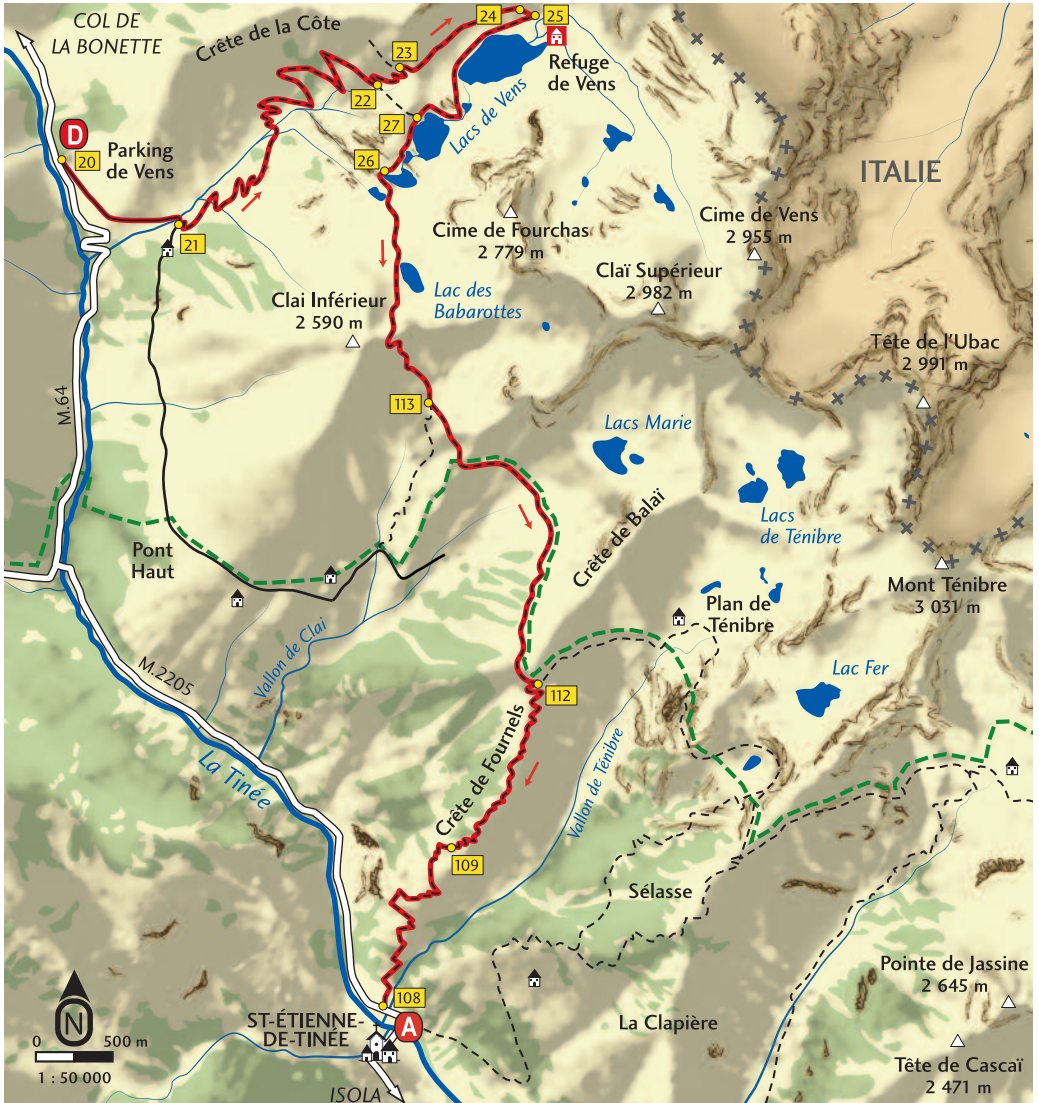 COL DE
LA BONETTE
Crête de la Côte
24
25
23
Refuge
de Vens
22
Lacs de Vens
27
D
20
Parking
de Vens
26
ITALIE
21
Cime de Fourchas
2 779 m
Cime de Vens
2 955 m
Lac des
Babarottes
Claï Supérieur
2 982 m
Clai Inférieur
2 590 m
Tête de l'Ubac
2 991 m
M.64
113
Lacs Marie
Lacs
de Ténibre
Crête de Balaï
Pont
Haut
Mont Ténibre
3 031 m
Plan de
Ténibre
Vallon de Clai
M.2205
112
Lac Fer
La Tinée
Crête de Fournels
Vallon de Ténibre
109
Sélasse
Pointe de Jassine
2 645 m
N
108
ST-ÉTIENNE-
DE-TINÉE
A
La Clapière
0 500 m
1 : 50 000
Tête de Cascaï
2 471 m
ISOLA